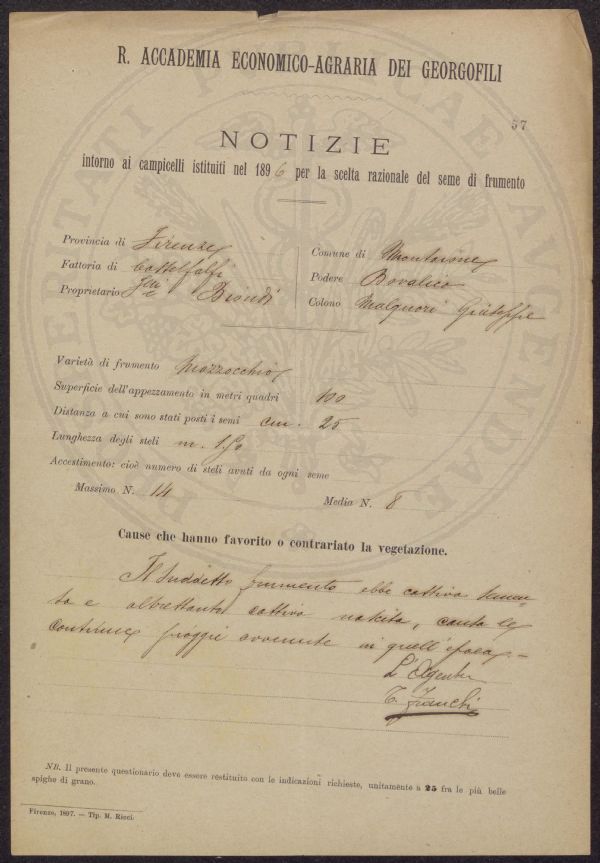 R. ACCADEMIA ECONOMICO-AGRARIA DEI GEORGOFILI
57
NOTIZIE
intorno ai campicelli istituiti nel 1896 per la scelta razionale del seme di frumento
Provincia di Firenze
Fattoria di Castelfalfi
Proprietario Biondi
Comune di Montaione
Podere Bovalico
Colono Malquori Giuseppe
Varietà di frumento Mazzocchio
Superficie dell'appezzamento in metri quadri 100
Distanza a cui sono stati posti i semi cm. 25
Lunghezza degli steli m. 1.50
Accestimento: cioè numero di steli avuti da ogni seme
Massimo N. 14 Media N. 8
Cause che hanno favorito o contrariato la vegetazione.
Il suddetto frumento ebbe cattiva semen-
ta e altrettanto cattiva nascita, causa le
continue pioggie avvenute in quell'epoca -
L'Agente
T. Franchi
NB. Il presente questionario deve essere restituito con le indicazioni richieste, unitamente a 25 fra le più belle
spighe di grano.
Firenze, 1897. — Tip. M. Ricci.